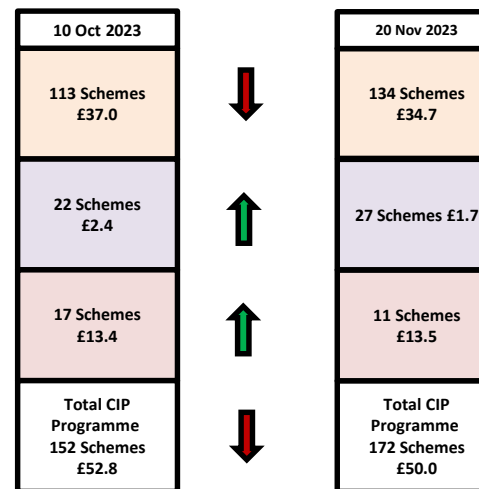 10 Oct 2023
113 Schemes
£37.0
22 Schemes
£2.4
17 Schemes
£13.4
Total CIP
Programme
152 Schemes
£52.8
20 Nov 2023
134 Schemes
£34.7
27 Schemes £1.7
11 Schemes
£13.5
Total CIP
Programme
172 Schemes
£50.0